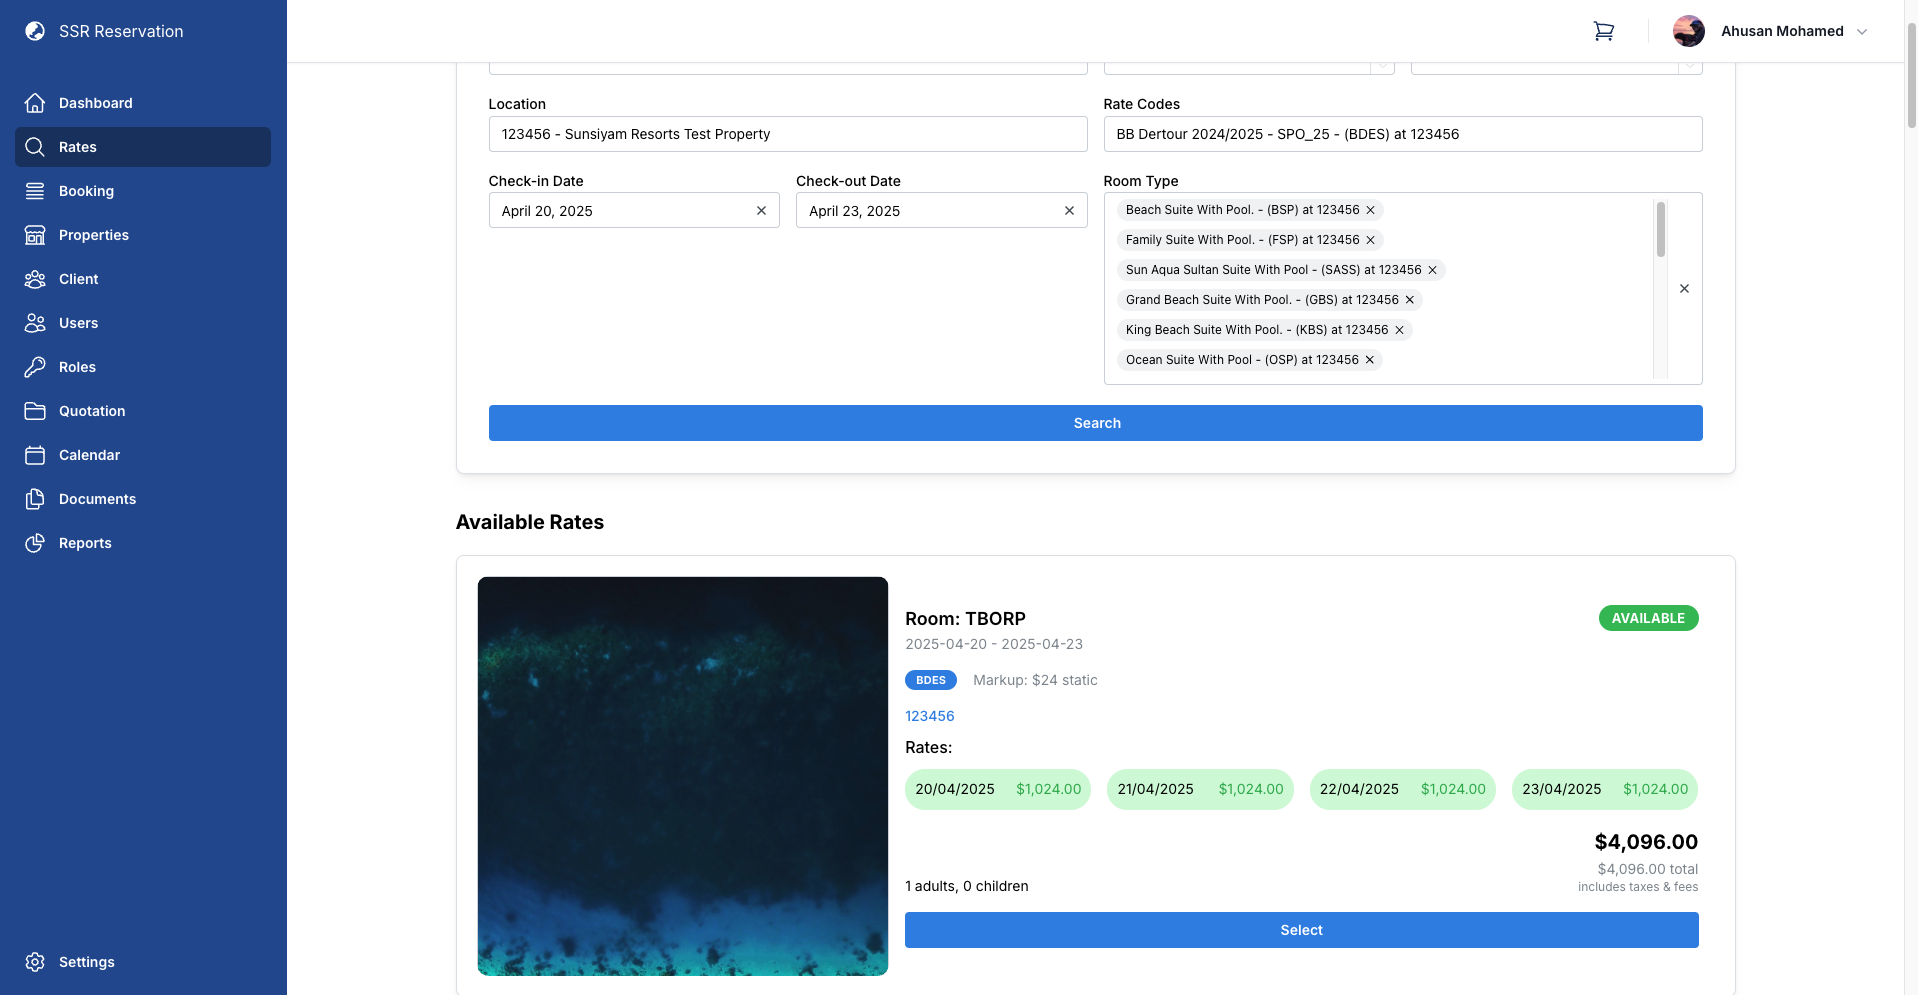 SSR Reservation
Ahusan Mohamed
Dashboard
Rates
Booking
Properties
Client
Users
Roles
Quotation
Calendar
Documents
Reports
Settings
Location
123456 - Sunsiyam Resorts Test Property
Rate Codes
BB Dertour 2024/2025 - SPO_25 - (BDES) at 123456
Check-in Date
April 20, 2025
Check-out Date
April 23, 2025
Room Type
Beach Suite With Pool. - (BSP) at 123456
Family Suite With Pool. - (FSP) at 123456
Sun Aqua Sultan Suite With Pool - (SASS) at 123456
Grand Beach Suite With Pool. - (GBS) at 123456
King Beach Suite With Pool. - (KBS) at 123456
Ocean Suite With Pool - (OSP) at 123456
Search
Available Rates
Room: TBORP
AVAILABLE
2025-04-20 - 2025-04-23
BDES Markup: $24 static
123456
Rates:
20/04/2025 $1,024.00
21/04/2025 $1,024.00
22/04/2025 $1,024.00
23/04/2025 $1,024.00
$4,096.00
$4,096.00 total
includes taxes & fees
1 adults, 0 children
Select